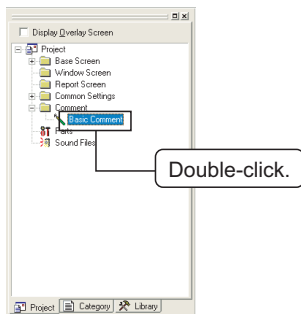 Display Overlay Screen
Project
Base Screen
Window Screen
Report Screen
Common Settings
Comment
Basic Comment
Parts
Sound Files
Double-click.
Project Category Library